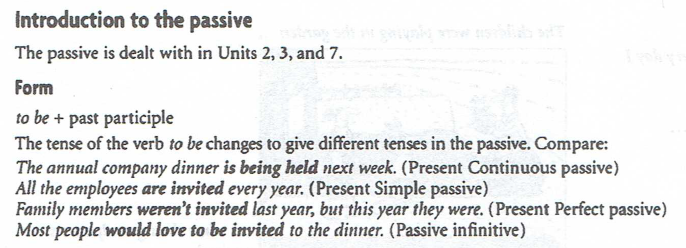 Introduction to the passive
The passive is dealt with in Units 2, 3, and 7.
Form
to be + past participle
The tense of the verb to be changes to give different tenses in the passive. Compare:
The annual company dinner is being held next week. (Present Continuous passive)
All the employees are invited every year. (Present Simple passive)
Family members weren't invited last year, but this year they were. (Present Perfect passive)
Most people would love to be invited to the dinner. (Passive infinitive)